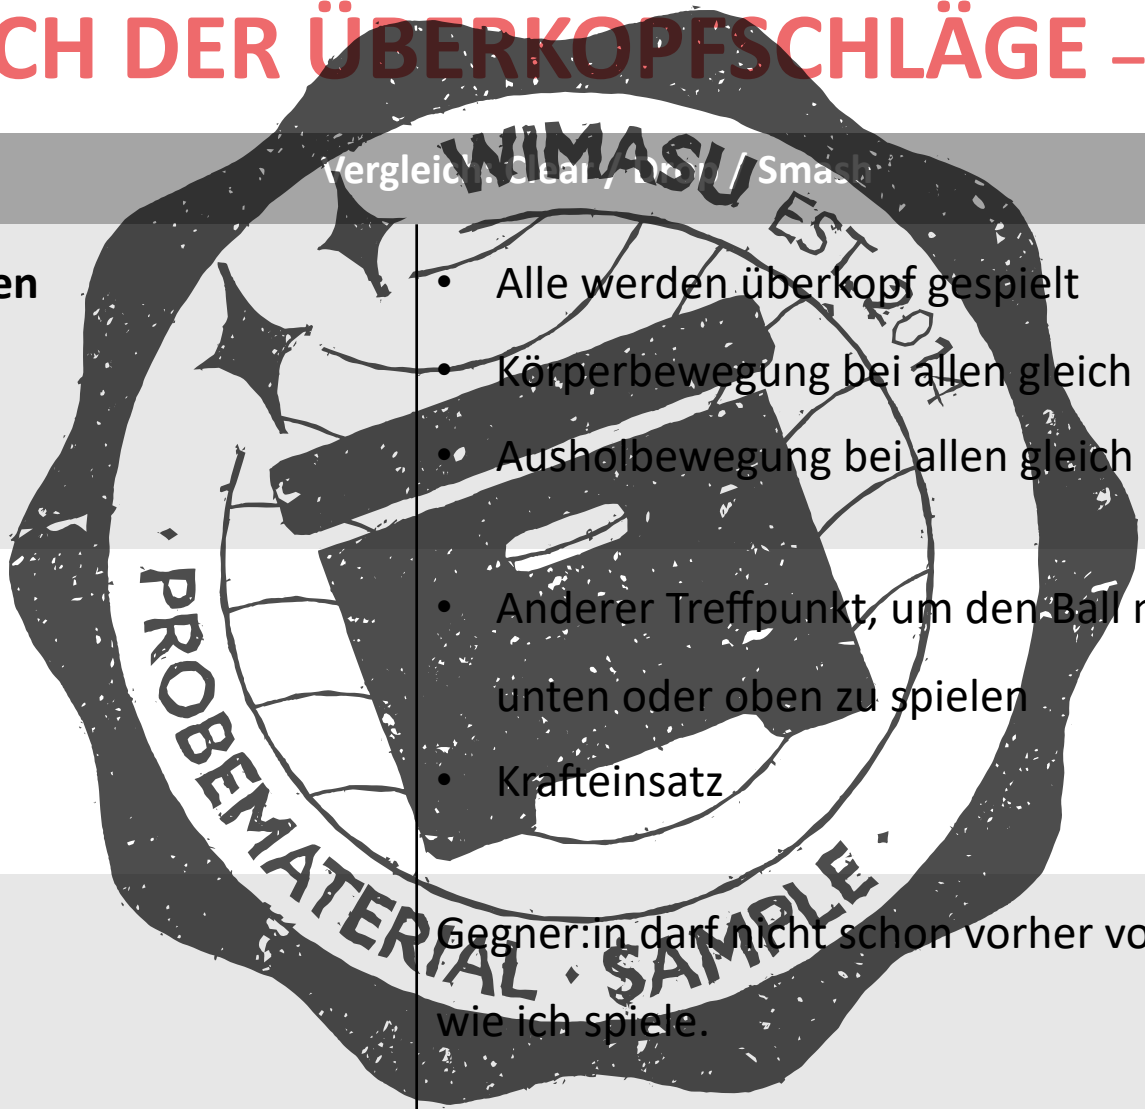 CH DER ÜBERKOPFSCHLÄGE –
Vergleich: Clear / Drop / Smash
en
• Alle werden überkopf gespielt
• Körperbewegung bei allen gleich
• Ausholbewegung bei allen gleich
• Anderer Treffpunkt, um den Ball n
unten oder oben zu spielen
• Krafteinsatz
Gegner:in darf nicht schon vorher vo
wie ich spiele.
WIMASU EST. 2014
· PROBEMATERIAL · SAMPLE ·